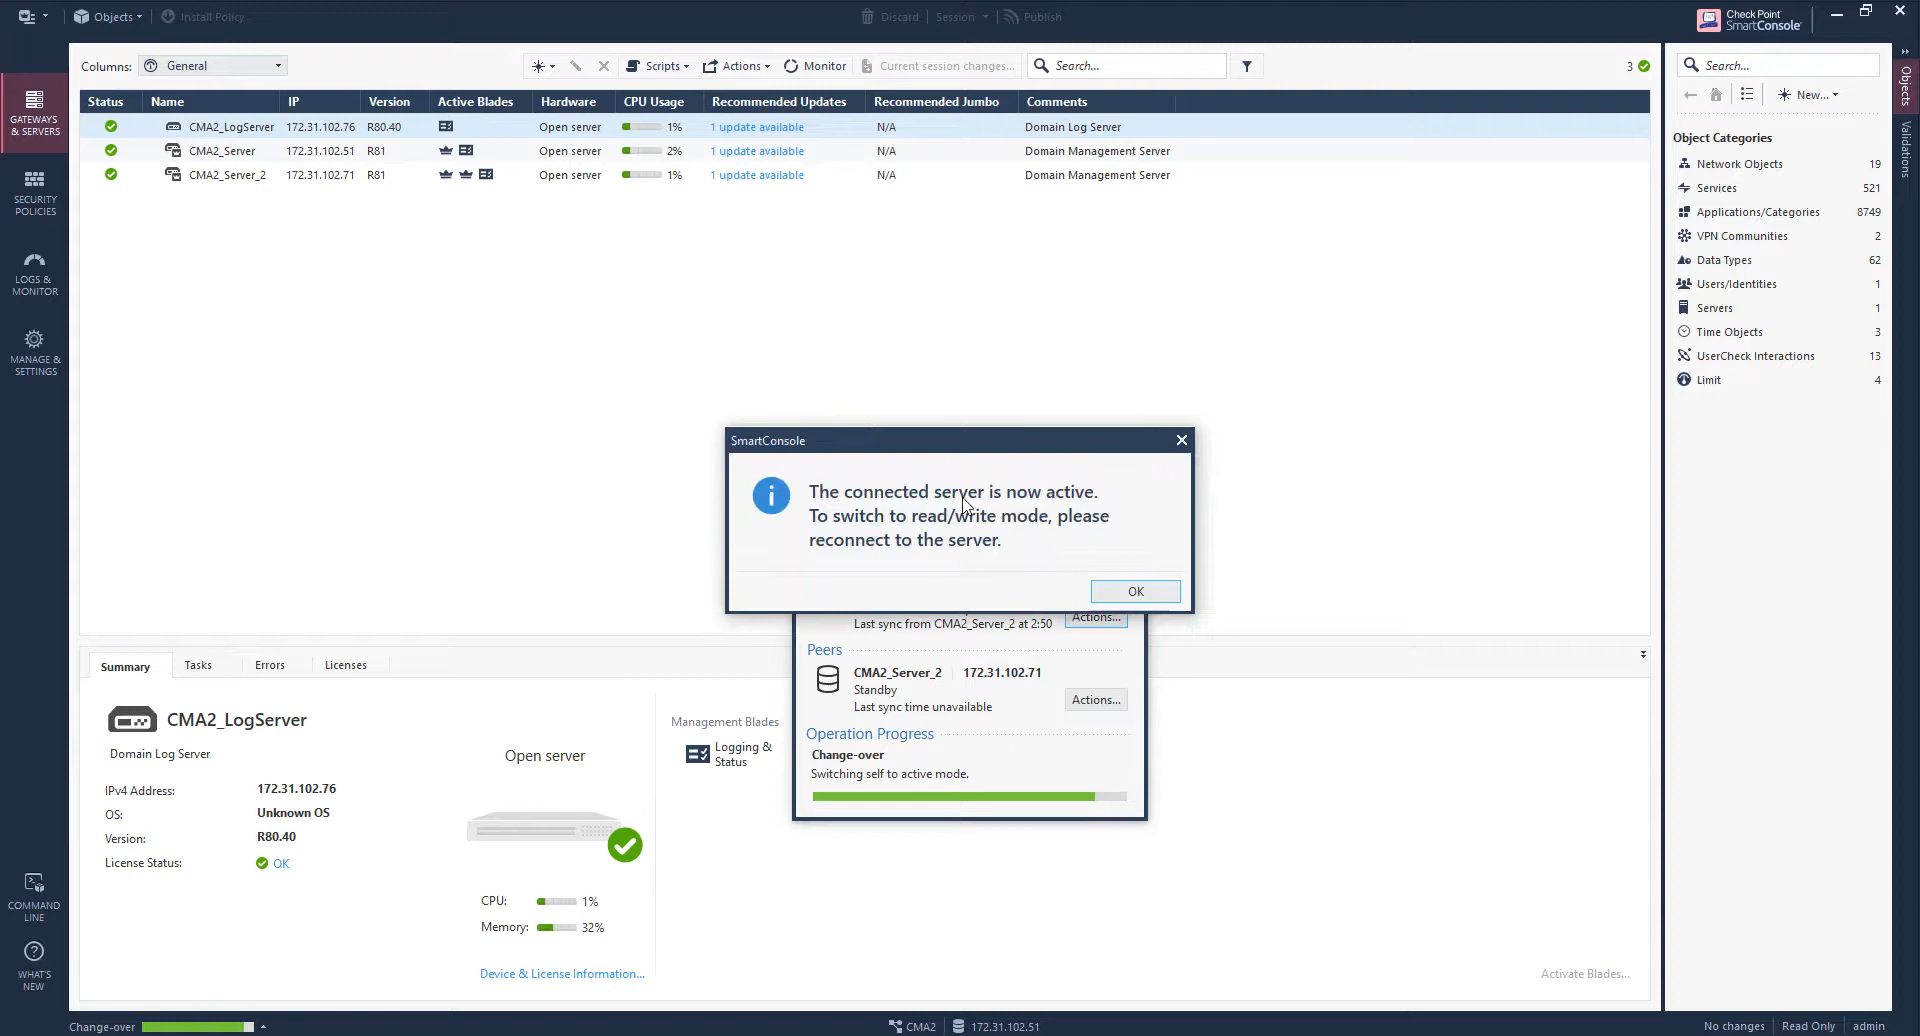 Objects
Install Policy
Discard
Session
Publish
Check Point
SmartConsole
Columns:
General
Scripts
Actions
Monitor
Current session changes...
Search...
3
Status
Name
IP
Version
Active Blades
Hardware
CPU Usage
Recommended Updates
Recommended Jumbo
Comments
CMA2_LogServer 172.31.102.76 R80.40 Open server 1% 1 update available N/A Domain Log Server
CMA2_Server 172.31.102.51 R81 Open server 2% 1 update available N/A Domain Management Server
CMA2_Server_2 172.31.102.71 R81 Open server 1% 1 update available N/A Domain Management Server
GATEWAYS
& SERVERS
SECURITY
POLICIES
LOGS &
MONITOR
MANAGE &
SETTINGS
COMMAND
LINE
WHAT'S
NEW
SmartConsole
The connected server is now active.
To switch to read/write mode, please
reconnect to the server.
OK
Last sync from CMA2_Server_2 at 2:50
Actions...
Peers
CMA2_Server_2 172.31.102.71
Standby
Last sync time unavailable
Actions...
Operation Progress
Change-over
Switching self to active mode.
Summary
Tasks
Errors
Licenses
CMA2_LogServer
Domain Log Server
IPv4 Address: 172.31.102.76
OS: Unknown OS
Version: R80.40
License Status: OK
Open server
CPU: 1%
Memory: 32%
Device & License Information...
Management Blades
Logging &
Status
Activate Blades...
Search...
New...
Object Categories
Network Objects 19
Services 521
Applications/Categories 8749
VPN Communities 2
Data Types 62
Users/Identities 1
Servers 1
Time Objects 3
UserCheck Interactions 13
Limit 4
Objects
Validations
Change-over
CMA2
172.31.102.51
No changes
Read Only
admin